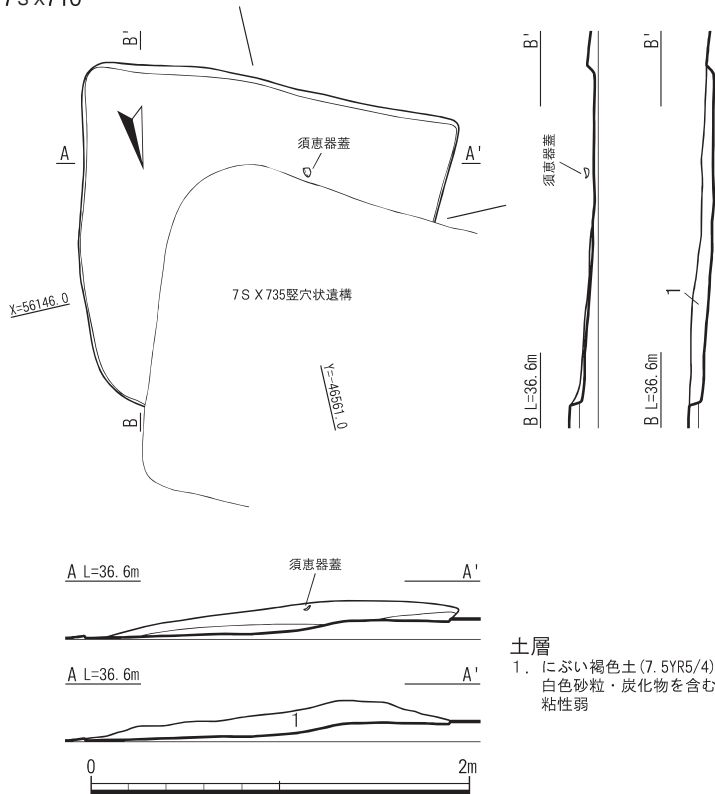 7SX710
B'
A
A'
須恵器蓋
7SX735竪穴状遺構
X=56146.0
Y=-46561.0
B
B'
須恵器蓋
B L=36.6m
B'
1
B L=36.6m
A L=36.6m
須恵器蓋
A'
A L=36.6m
A'
1
0
2m
土層
1. にぶい褐色土(7.5YR5/4)
白色砂粒・炭化物を含む
粘性弱